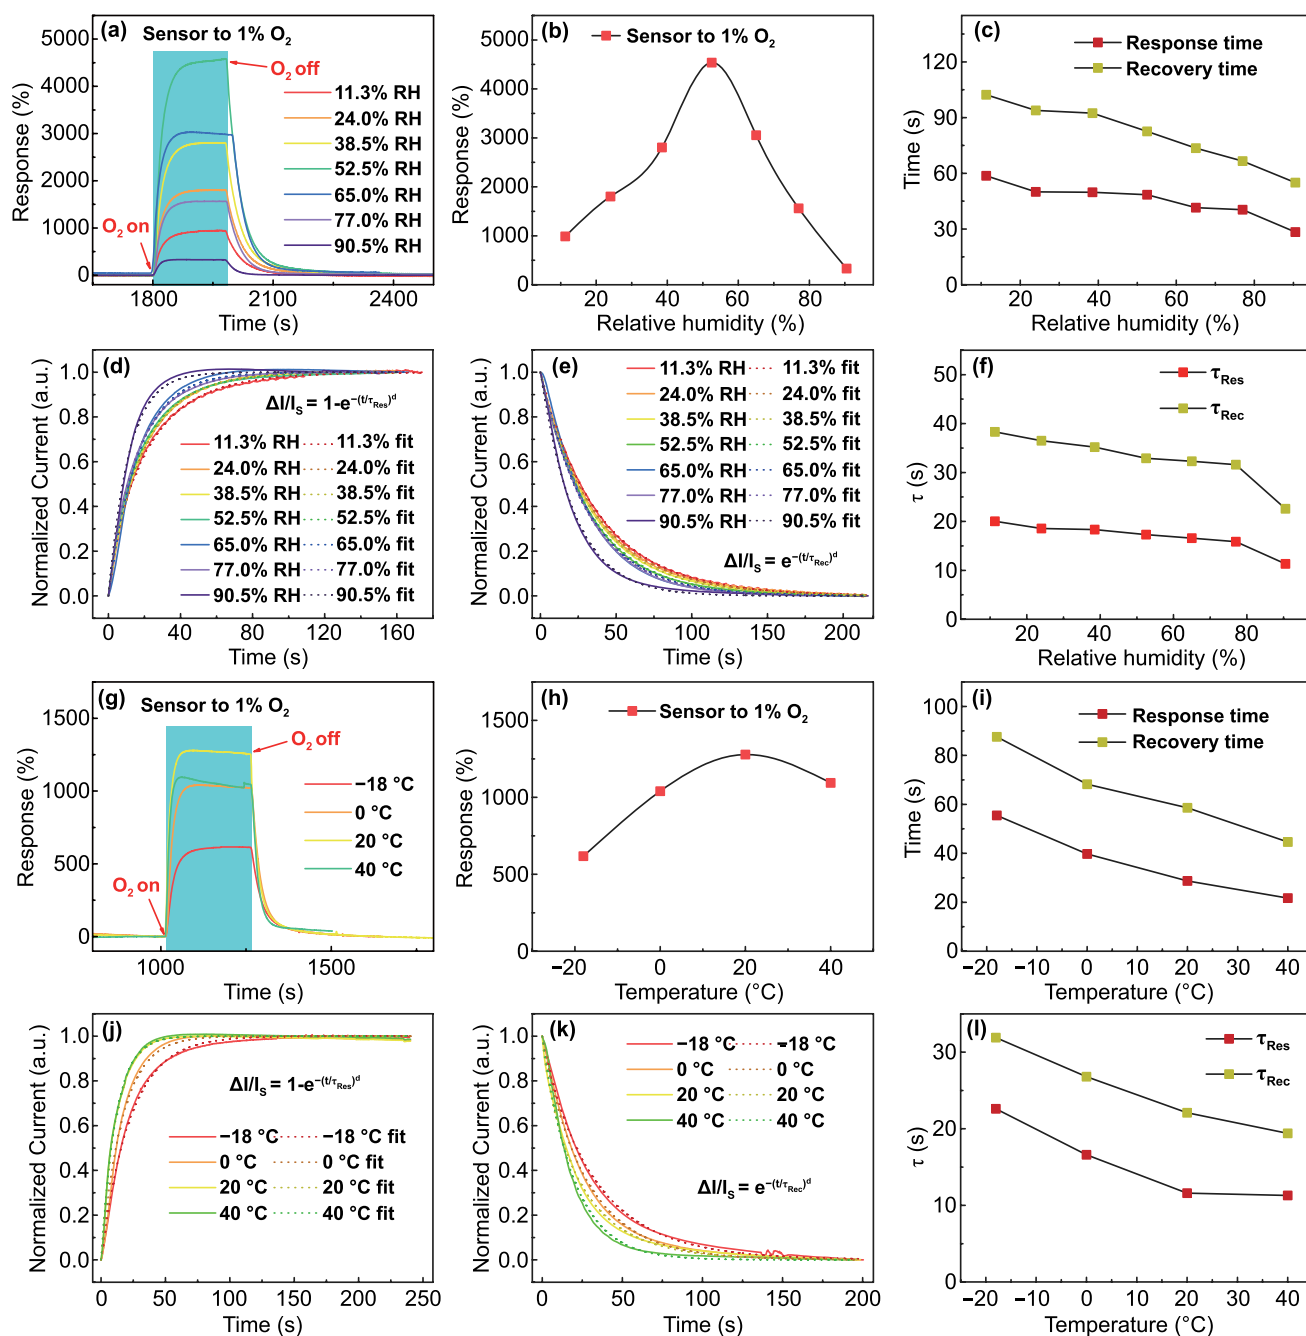 (a) Sensor to 1% O2
O2 off
O2 on
11.3% RH
24.0% RH
38.5% RH
52.5% RH
65.0% RH
77.0% RH
90.5% RH
5000
4000
3000
2000
1000
0
Response (%)
1800 2100 2400
Time (s)
(b) Sensor to 1% O2
5000
4000
3000
2000
1000
0
Response (%)
0 20 40 60 80
Relative humidity (%)
(c)
Response time
Recovery time
120
90
60
30
0
Time (s)
20 40 60 80
Relative humidity (%)
(d)
ΔI/IS = 1-e−(t/τRes)d
11.3% RH 11.3% fit
24.0% RH 24.0% fit
38.5% RH 38.5% fit
52.5% RH 52.5% fit
65.0% RH 65.0% fit
77.0% RH 77.0% fit
90.5% RH 90.5% fit
1.0
0.8
0.6
0.4
0.2
0.0
Normalized Current (a.u.)
0 40 80 120 160
Time (s)
(e)
11.3% RH 11.3% fit
24.0% RH 24.0% fit
38.5% RH 38.5% fit
52.5% RH 52.5% fit
65.0% RH 65.0% fit
77.0% RH 77.0% fit
90.5% RH 90.5% fit
ΔI/IS = e−(t/τRec)d
1.0
0.8
0.6
0.4
0.2
0.0
Normalized Current (a.u.)
0 50 100 150 200
Time (s)
(f)
τRes
τRec
50
40
30
20
10
0
τ (s)
20 40 60 80
Relative humidity (%)
(g) Sensor to 1% O2
O2 off
O2 on
−18 °C
0 °C
20 °C
40 °C
1500
1000
500
0
Response (%)
1000 1500
Time (s)
(h) Sensor to 1% O2
1500
1000
500
0
Response (%)
−20 0 20 40
Temperature (°C)
(i)
Response time
Recovery time
100
80
60
40
20
0
Time (s)
−20 −10 0 10 20 30 40
Temperature (°C)
(j)
ΔI/IS = 1-e−(t/τRes)d
−18 °C −18 °C fit
0 °C 0 °C fit
20 °C 20 °C fit
40 °C 40 °C fit
1.0
0.8
0.6
0.4
0.2
0.0
Normalized Current (a.u.)
0 50 100 150 200 250
Time (s)
(k)
−18 °C −18 °C
0 °C 0 °C
20 °C 20 °C
40 °C 40 °C
ΔI/IS = e−(t/τRec)d
1.0
0.8
0.6
0.4
0.2
0.0
Normalized Current (a.u.)
0 50 100 150 200
Time (s)
(l)
τRes
τRec
30
20
10
0
τ (s)
−20 −10 0 10 20 30 40
Temperature (°C)